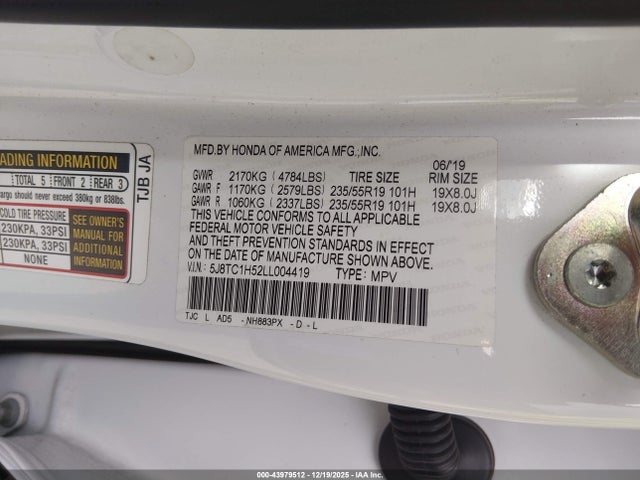 ADING INFORMATION
TOTAL 5 FRONT 2 REAR 3
argo should never exceed 380kg or 838lbs.
COLD TIRE PRESSURE
230KPA, 33PSI
230KPA, 33PSI
NONE
SEE OWNER'S
MANUAL FOR
ADDITIONAL
INFORMATION
TJB JA
MFD.BY HONDA OF AMERICA MFG.,INC.
06/'19
GVWR 2170KG ( 4784LBS) TIRE SIZE RIM SIZE
GAWR F 1170KG ( 2579LBS) 235/55R19 101H 19X8.0J
GAWR R 1060KG ( 2337LBS) 235/55R19 101H 19X8.0J
THIS VEHICLE CONFORMS TO ALL APPLICABLE
FEDERAL MOTOR VEHICLE SAFETY
AND THEFT PREVENTION STANDARDS IN EFFECT
ON THE DATE OF MANUFACTURE SHOWN ABOVE.
V.I.N.: 5J8TC1H52LL004419 TYPE: MPV
TJC L AD5 -NH883PX -D-L
000-43979512 - 12/19/2025 - IAA Inc.